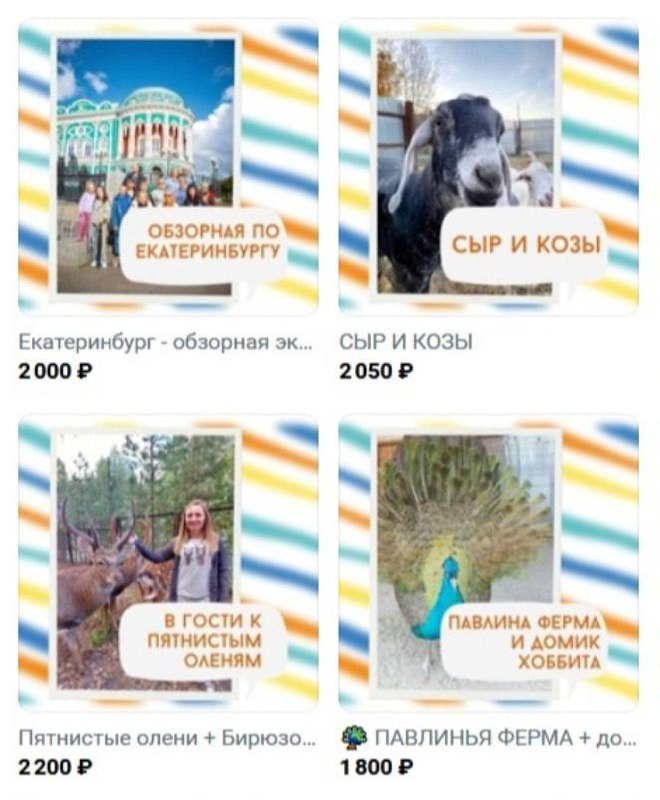 ОБЗОРНАЯ ПО
ЕКАТЕРИНБУРГУ
СЫР И КОЗЫ
Екатеринбург - обзорная эк...
СЫР И КОЗЫ
2 000 ₽
2 050 ₽
В ГОСТИ К
ПЯТНИСТЫМ
ОЛЕНЯМ
ПАВЛИНА ФЕРМА
И ДОМИК
ХОББИТА
Пятнистые олени + Бирюзо...
🦚 ПАВЛИНЬЯ ФЕРМА + до...
2 200 ₽
1 800 ₽